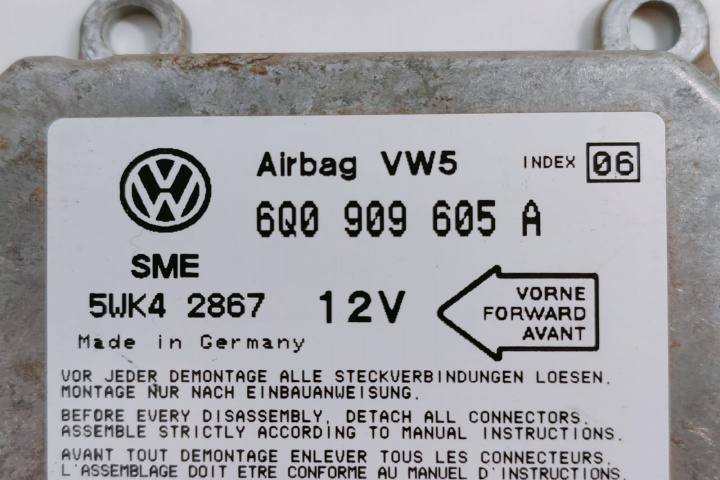 Airbag VW5 INDEX 06
6Q0 909 605 A
SME
5WK4 2867 12V
VORNE
FORWARD
AVANT
Made in Germany
VOR JEDER DEMONTAGE ALLE STECKVERBINDUNGEN LOESEN.
MONTAGE NUR NACH EINBAUANWEISUNG.
BEFORE EVERY DISASSEMBLY, DETACH ALL CONNECTORS.
ASSEMBLE STRICTLY ACCORDING TO MANUAL INSTRUCTIONS.
AVANT TOUT DEMONTAGE ENLEVER TOUS LES CONNECTEURS.
L'ASSEMBLAGE DOIT ETRE CONFORME AU MANUEL D'INSTRUCTIONS.